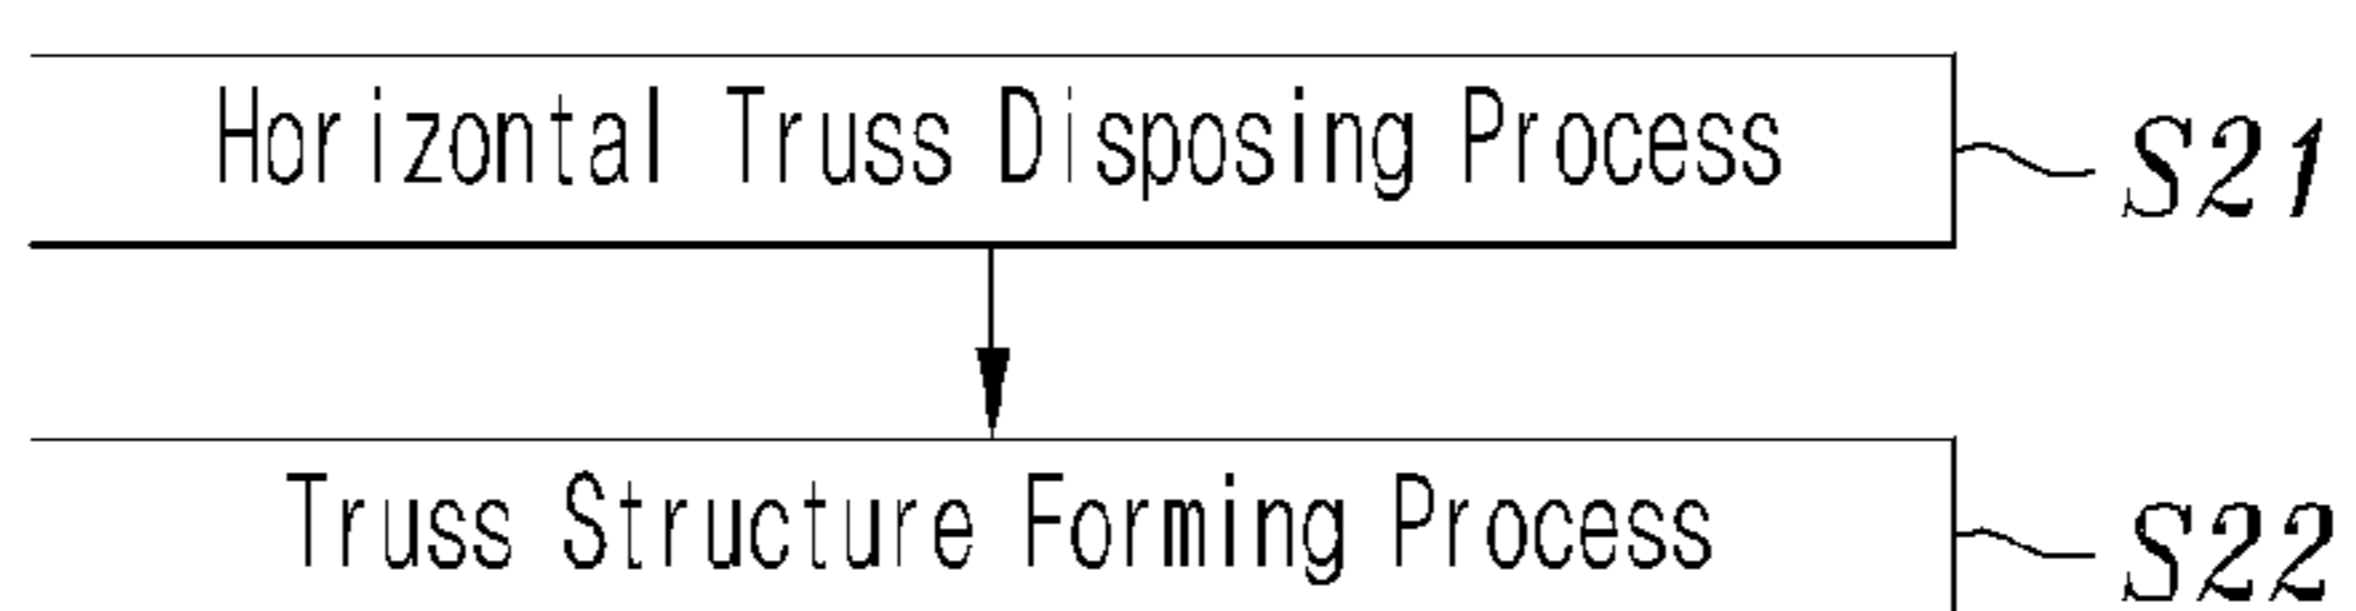 Horizontal Truss Disposing Process S21
Truss Structure Forming Process S22